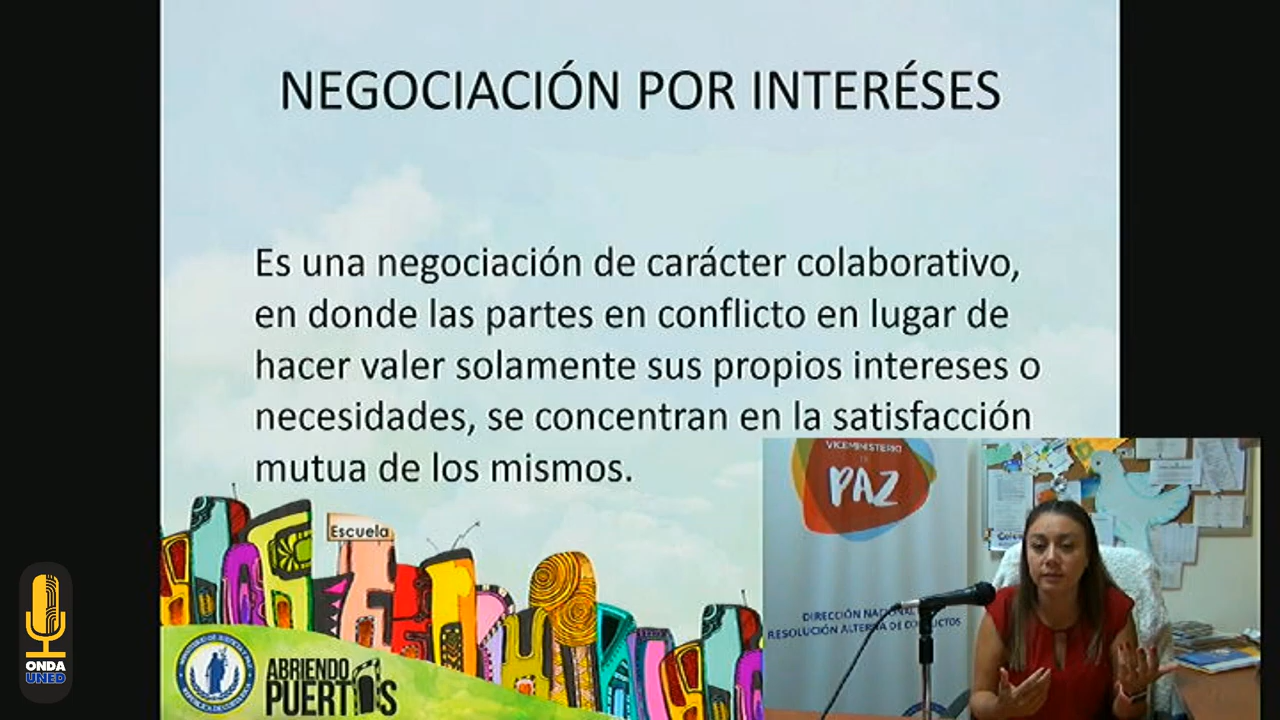 NEGOCIACIÓN POR INTERÉSES
Es una negociación de carácter colaborativo,
en donde las partes en conflicto en lugar de
hacer valer solamente sus propios intereses o
necesidades, se concentran en la satisfacción
mutua de los mismos.
Escuela
ABRIENDO
PUERTAS
ONDA
UNED
VICEMINISTERIO
DE
PAZ
DIRECCIÓN NACIONAL
RESOLUCIÓN ALTERNA DE CONFLICTOS